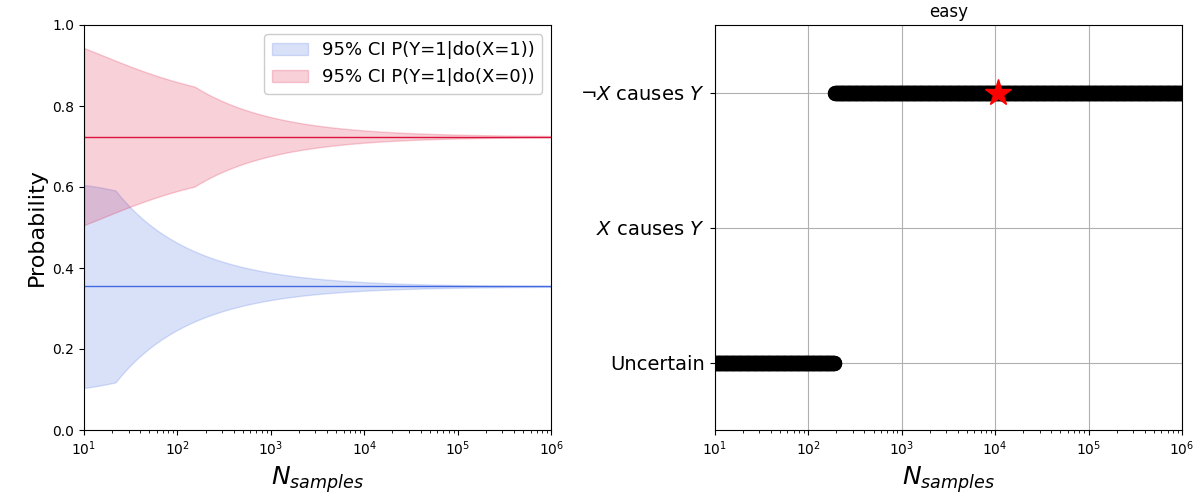 1.0
0.8
0.6
0.4
0.2
0.0
Probability
10^1
10^2
10^3
10^4
10^5
10^6
N_samples
95% CI P(Y=1|do(X=1))
95% CI P(Y=1|do(X=0))
easy
¬X causes Y
X causes Y
Uncertain
10^1
10^2
10^3
10^4
10^5
10^6
N_samples